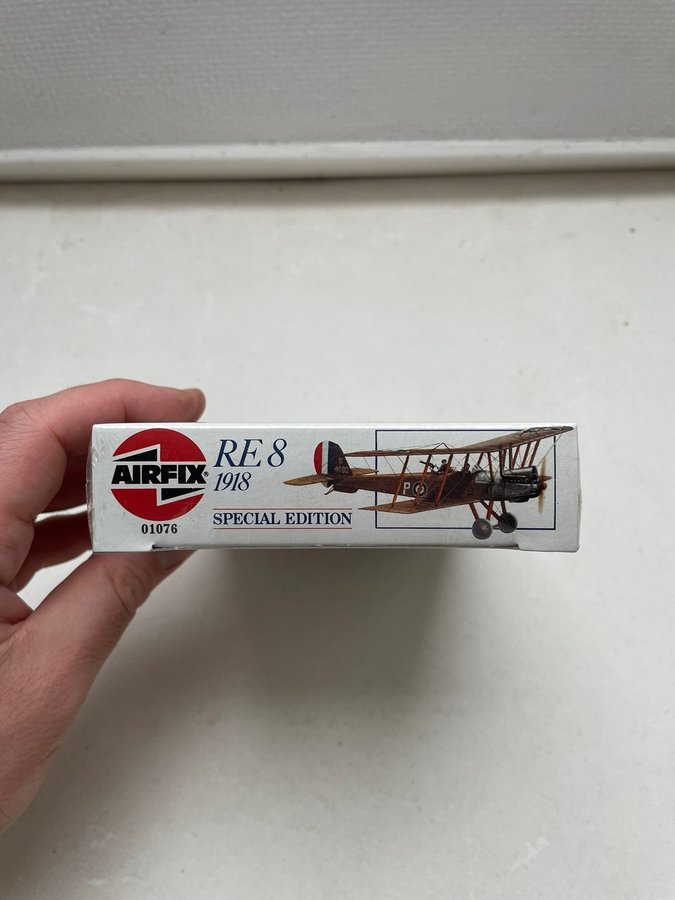 AIRFIX®
01076
RE 8
1918
SPECIAL EDITION
P